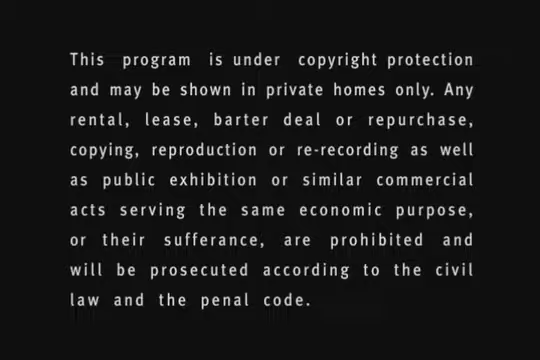 This program is under copyright protection
and may be shown in private homes only. Any
rental, lease, barter deal or repurchase,
copying, reproduction or re-recording as well
as public exhibition or similar commercial
acts serving the same economic purpose,
or their sufferance, are prohibited and
will be prosecuted according to the civil
law and the penal code.